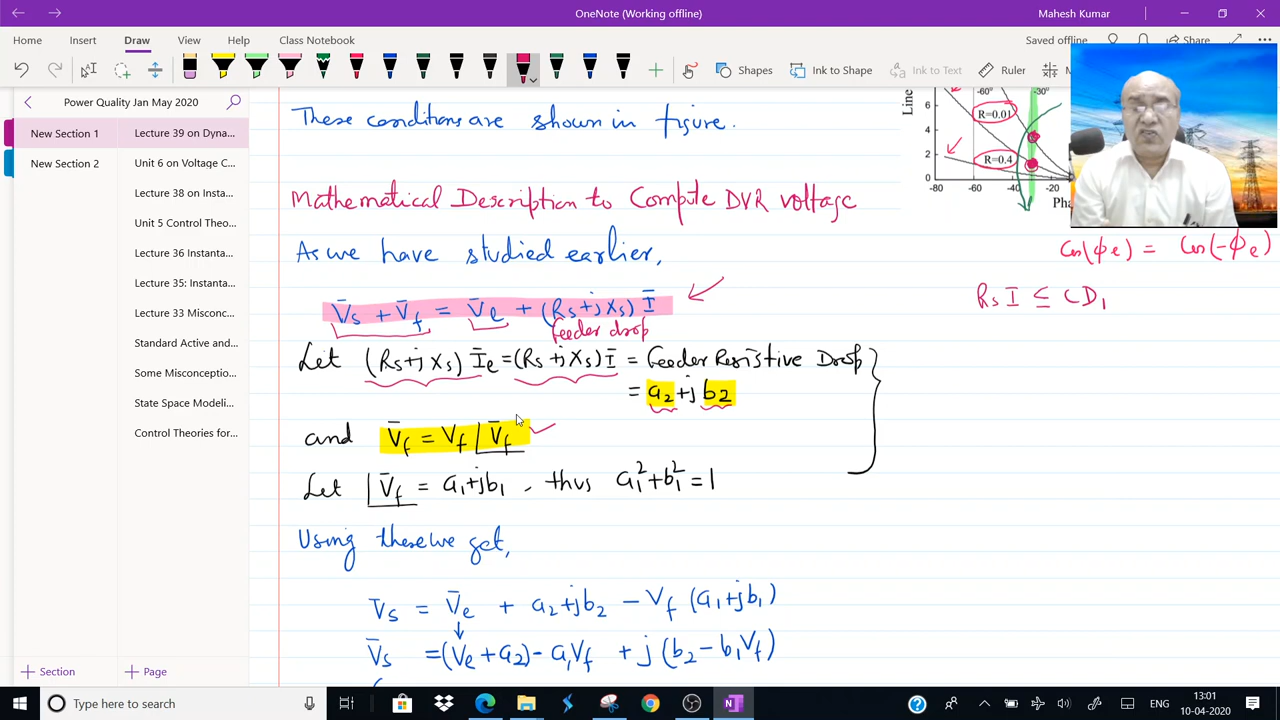 OneNote (Working offline)
Mahesh Kumar
Home Insert Draw View Help Class Notebook
Saved offline
Share
Shapes
Ink to Shape
Ink to Text
Ruler
Power Quality Jan May 2020
New Section 1
New Section 2
Lecture 39 on Dyna...
Unit 6 on Voltage C...
Lecture 38 on Insta...
Unit 5 Control Theo...
Lecture 36 Instanta...
Lecture 35: Instanta...
Lecture 33 Misconc...
Standard Active and
Some Misconceptio...
State Space Modeli...
Control Theories for
Section
Page
These conditions are shown in figure.
Mathematical Description to Compute DVR voltage
As we have studied earlier,
V̄s + V̄f = V̄e + (Rs+jXs) Ī
feeder drop
Let (Rs+jXs) Īe = (Rs+jXs) Ī = Feeder Resistive Drop
= a2+j b2
and V̄f = Vf ∠V̄f
Let ∠V̄f = a1+jb1, thus a1²+b1²=1
Using these we get,
V̄s = V̄e + a2+jb2 − Vf (a1+jb1)
V̄s = (Ve+a2) − a1Vf + j (b2−b1Vf)
Line
6
4
2
0
-60°
-30°
R=0.01
R=0.4
-80 -60 -40 -20
Pha
Cos(φe) = Cos(−φe)
Rs I ≤ CD1
Type here to search
ENG
13:01
10-04-2020